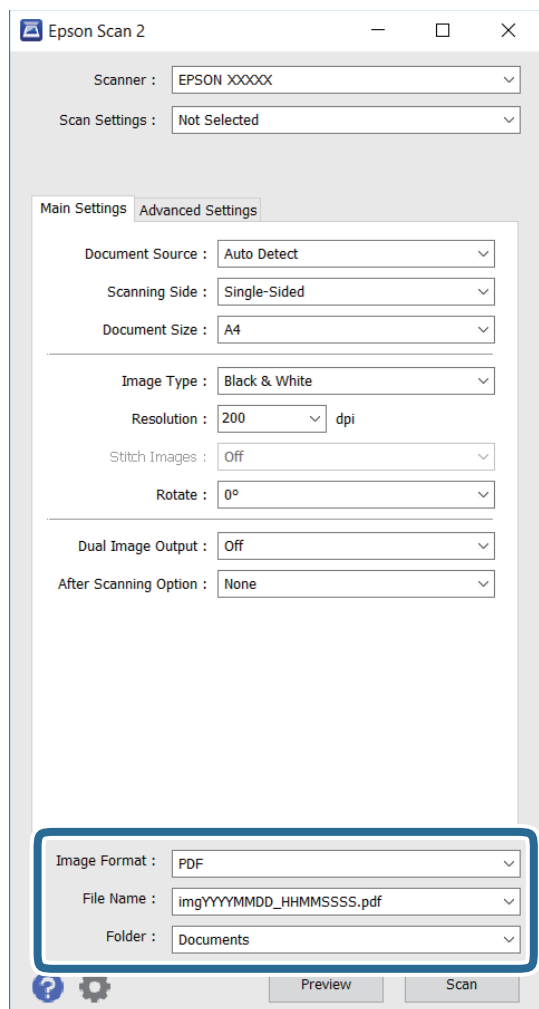 Epson Scan 2
Scanner : EPSON XXXXX
Scan Settings : Not Selected
Main Settings Advanced Settings
Document Source : Auto Detect
Scanning Side : Single-Sided
Document Size : A4
Image Type : Black & White
Resolution : 200 dpi
Stitch Images : Off
Rotate : 0º
Dual Image Output : Off
After Scanning Option : None
Image Format : PDF
File Name : imgYYYYMMDD_HHMMSSSS.pdf
Folder : Documents
? Preview Scan